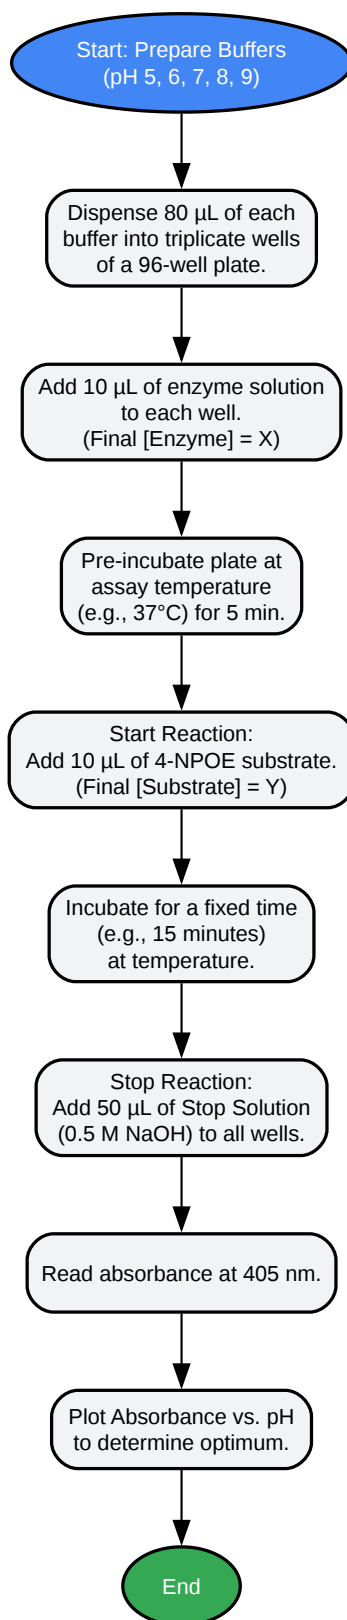 Start: Prepare Buffers
(pH 5, 6, 7, 8, 9)
Dispense 80 µL of each
buffer into triplicate wells
of a 96-well plate.
Add 10 µL of enzyme solution
to each well.
(Final [Enzyme] = X)
Pre-incubate plate at
assay temperature
(e.g., 37°C) for 5 min.
Start Reaction:
Add 10 µL of 4-NPOE substrate.
(Final [Substrate] = Y)
Incubate for a fixed time
(e.g., 15 minutes)
at temperature.
Stop Reaction:
Add 50 µL of Stop Solution
(0.5 M NaOH) to all wells.
Read absorbance at 405 nm.
Plot Absorbance vs. pH
to determine optimum.
End